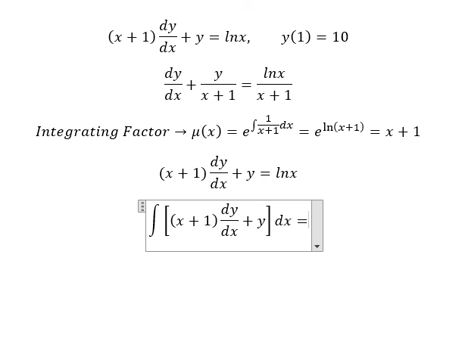 (x + 1) dy/dx + y = lnx, y(1) = 10
dy/dx + y/(x + 1) = lnx/(x + 1)
Integrating Factor → μ(x) = e^(∫ 1/(x+1) dx) = e^(ln(x+1)) = x + 1
(x + 1) dy/dx + y = lnx
∫ [(x + 1) dy/dx + y] dx =